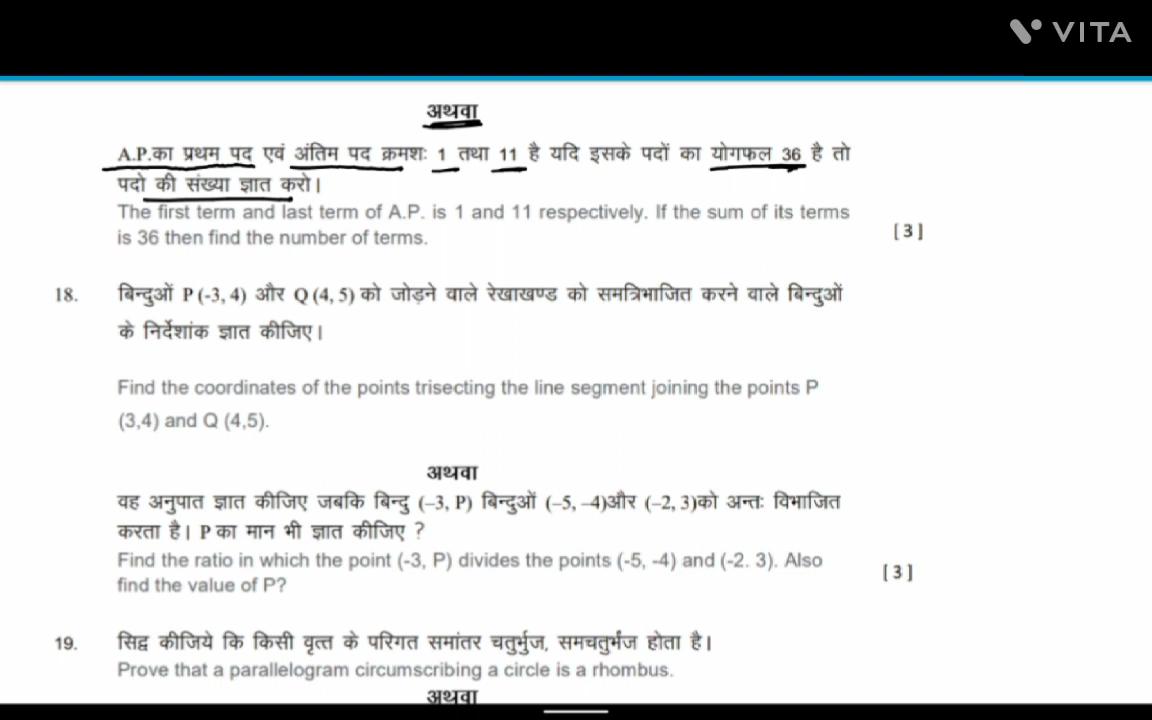 VITA
अथवा
A.P.का प्रथम पद एवं अंतिम पद क्रमशः 1 तथा 11 है यदि इसके पदों का योगफल 36 है तो
पदो की संख्या ज्ञात करो।
The first term and last term of A.P. is 1 and 11 respectively. If the sum of its terms
is 36 then find the number of terms. [3]
18. बिन्दुओं P (-3, 4) और Q (4, 5) को जोड़ने वाले रेखाखण्ड को समत्रिभाजित करने वाले बिन्दुओं
के निर्देशांक ज्ञात कीजिए।
Find the coordinates of the points trisecting the line segment joining the points P
(3,4) and Q (4,5).
अथवा
वह अनुपात ज्ञात कीजिए जबकि बिन्दु (–3, P) बिन्दुओं (–5, –4)और (–2, 3)को अन्तः विभाजित
करता है। P का मान भी ज्ञात कीजिए ?
Find the ratio in which the point (-3, P) divides the points (-5, -4) and (-2. 3). Also
find the value of P? [3]
19. सिद्व कीजिये कि किसी वृत्त के परिगत समांतर चतुर्भुज, समचतुर्भंज होता है।
Prove that a parallelogram circumscribing a circle is a rhombus.
अथवा